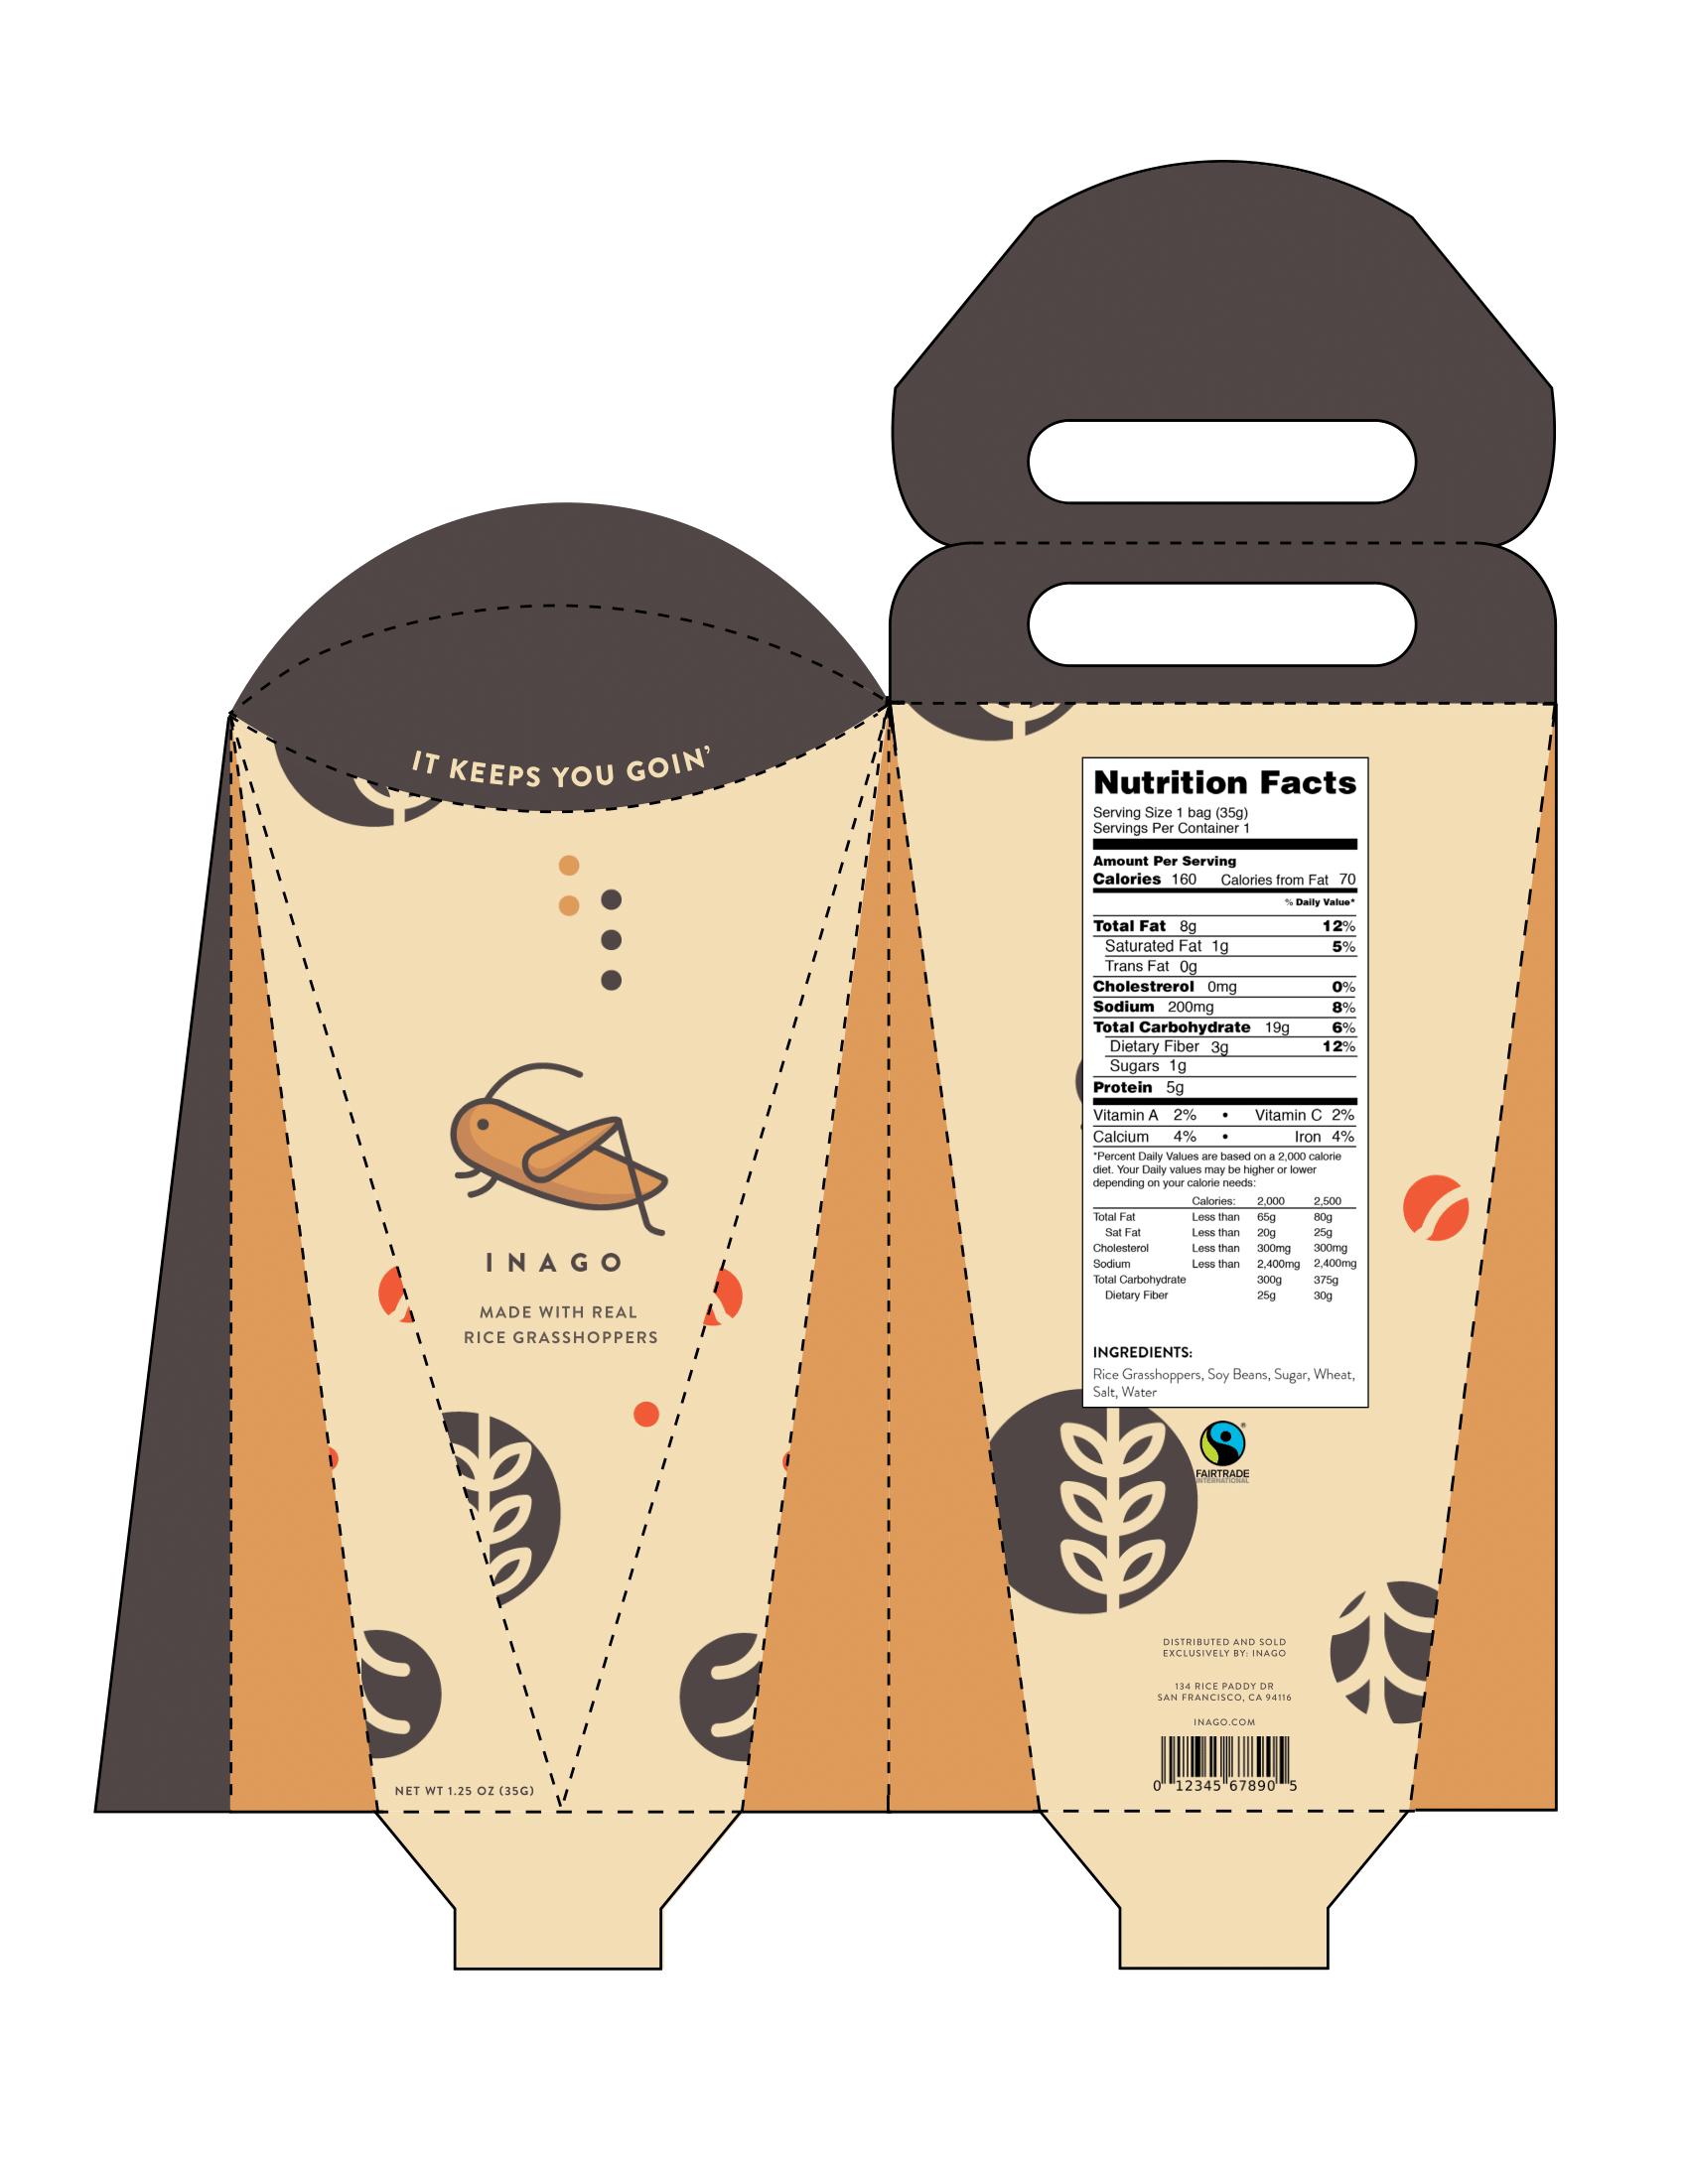 IT KEEPS YOU GOIN’
INAGO
MADE WITH REAL
RICE GRASSHOPPERS
NET WT 1.25 OZ (35G)
Nutrition Facts
Serving Size 1 bag (35g)
Servings Per Container 1
Amount Per Serving
Calories 160 Calories from Fat 70
% Daily Value*
Total Fat 8g 12%
Saturated Fat 1g 5%
Trans Fat 0g
Cholestrerol 0mg 0%
Sodium 200mg 8%
Total Carbohydrate 19g 6%
Dietary Fiber 3g 12%
Sugars 1g
Protein 5g
Vitamin A 2% • Vitamin C 2%
Calcium 4% • Iron 4%
*Percent Daily Values are based on a 2,000 calorie
diet. Your Daily values may be higher or lower
depending on your calorie needs:
Calories: 2,000 2,500
Total Fat Less than 65g 80g
Sat Fat Less than 20g 25g
Cholesterol Less than 300mg 300mg
Sodium Less than 2,400mg 2,400mg
Total Carbohydrate 300g 375g
Dietary Fiber 25g 30g
INGREDIENTS:
Rice Grasshoppers, Soy Beans, Sugar, Wheat,
Salt, Water
®
FAIRTRADE
INTERNATIONAL
DISTRIBUTED AND SOLD
EXCLUSIVELY BY: INAGO
134 RICE PADDY DR
SAN FRANCISCO, CA 94116
INAGO.COM
0 12345 67890 5